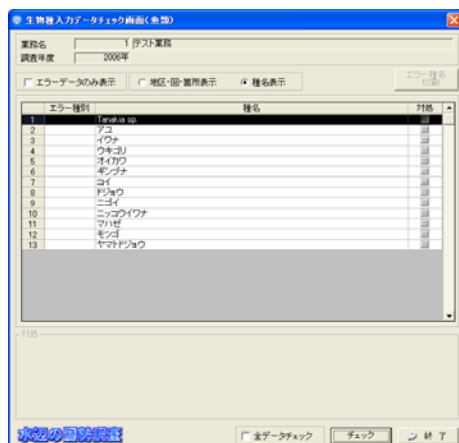 生物種入力データチェック画面(魚類)
業務名 1 テスト業務
調査年度 2006年
エラーデータのみ表示 地区・回・箇所表示 種名表示 エラー種名
印刷
エラー種別 種名 対処
1 Tanakia sp.
2 アユ
3 イワナ
4 ウキゴリ
5 オイカワ
6 ギンブナ
7 コイ
8 ドジョウ
9 ニゴイ
10 ニッコウイワナ
11 マハゼ
12 モツゴ
13 ヤマトドジョウ
対処
水辺の国勢調査 全データチェック チェック 終 了